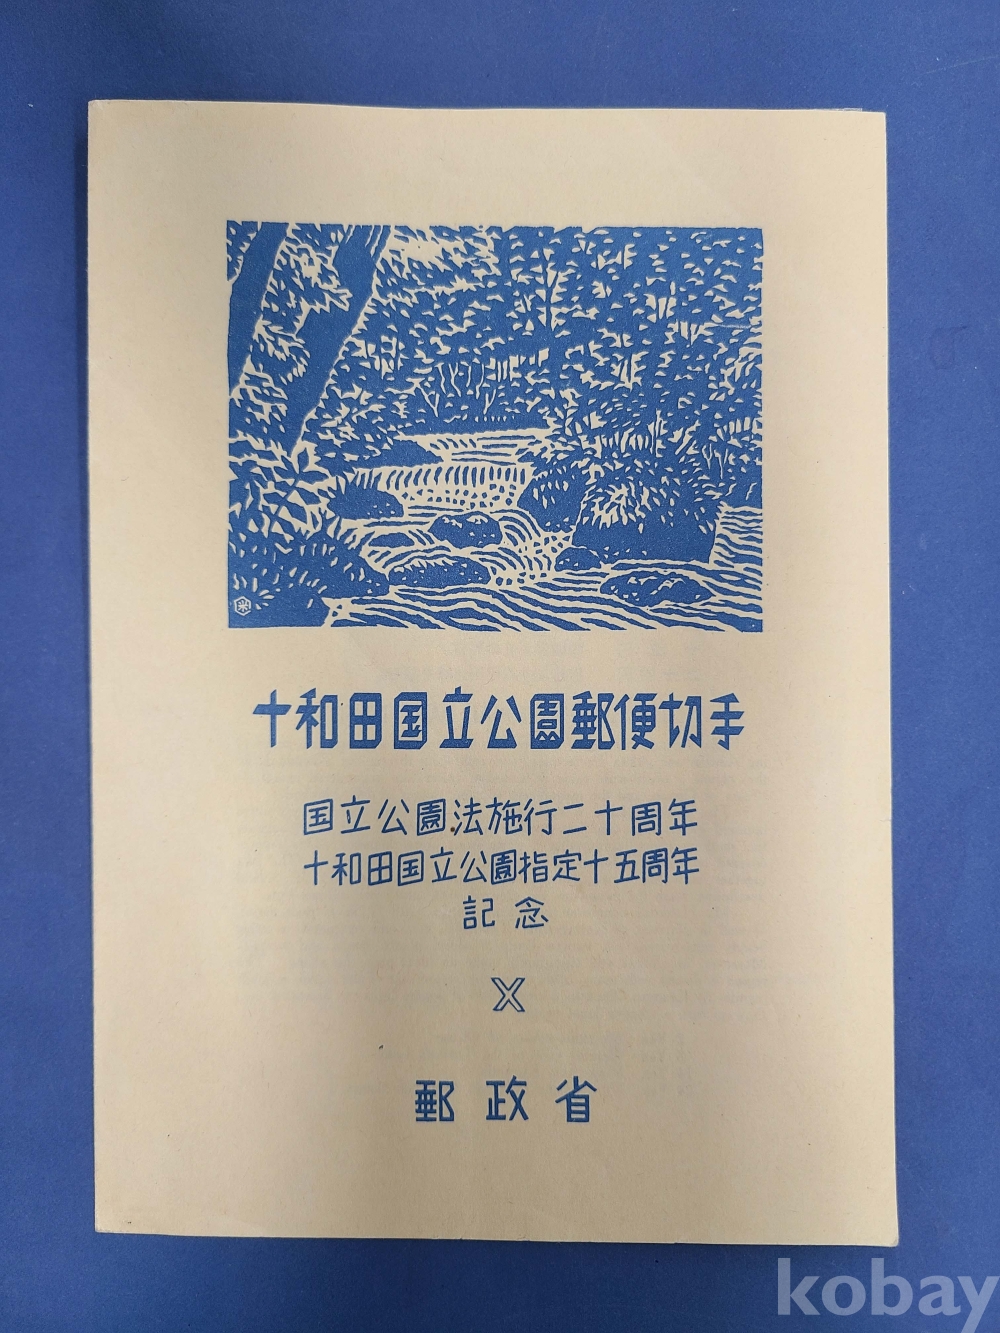 十和田国立公園郵便切手
国立公園法施行二十周年
十和田国立公園指定十五周年
記念
X
郵政省
kobay